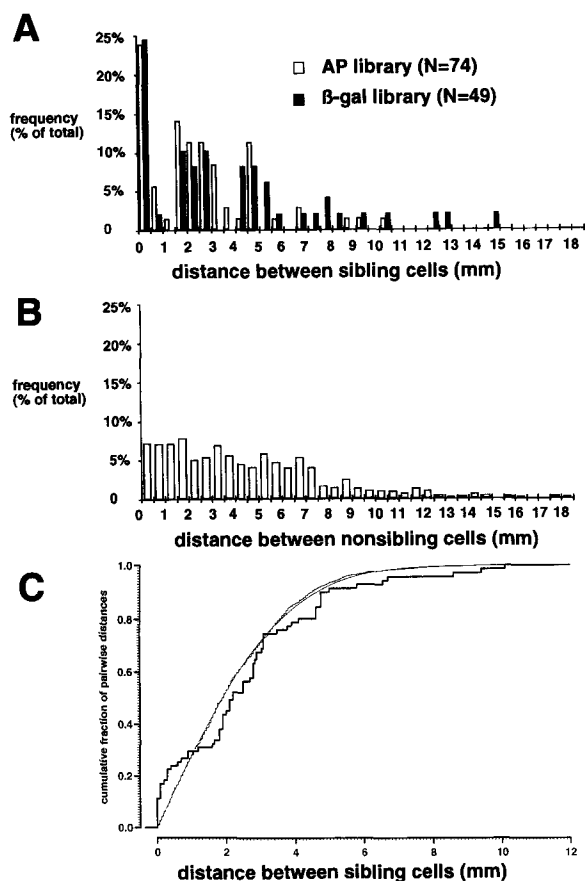 A
25%
20%
15%
10%
5%
0
frequency
(% of total)
AP library (N=74)
ß-gal library (N=49)
0 1 2 3 4 5 6 7 8 9 10 11 12 13 14 15 16 17 18
distance between sibling cells (mm)
B
25%
20%
15%
10%
5%
0
frequency
(% of total)
0 1 2 3 4 5 6 7 8 9 10 11 12 13 14 15 16 17 18
distance between nonsibling cells (mm)
C
1.0
0.8
0.6
0.4
0.2
0.0
cumulative fraction of pairwise distances
0 2 4 6 8 10 12
distance between sibling cells (mm)